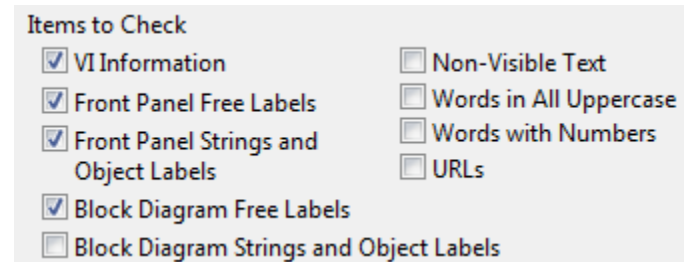 Items to Check
VI Information
Front Panel Free Labels
Front Panel Strings and
Object Labels
Block Diagram Free Labels
Block Diagram Strings and Object Labels
Non-Visible Text
Words in All Uppercase
Words with Numbers
URLs